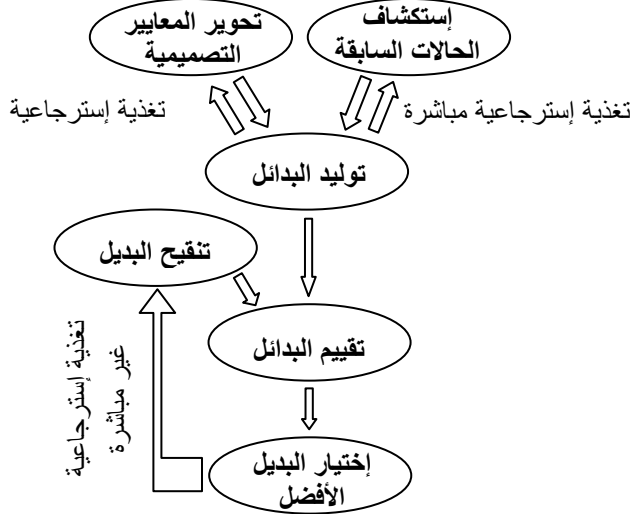 إستكشاف
الحالات السابقة
تحوير المعايير
التصميمية
تغذية إسترجاعية مباشرة
تغذية إسترجاعية
توليد البدائل
تنقيح البديل
تقييم البدائل
تغذية إسترجاعية
غير مباشرة
إختيار البديل
الأفضل